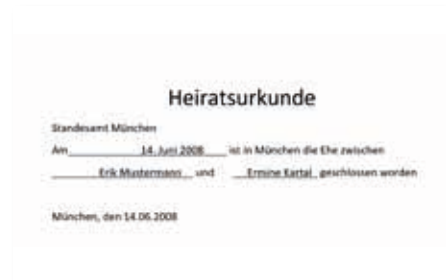 Heiratsurkunde
Standesamt München
Am 14. Juni 2008 ist in München die Ehe zwischen
Erik Mustermann und Ermine Kartal geschlossen worden
München, den 14.06.2008